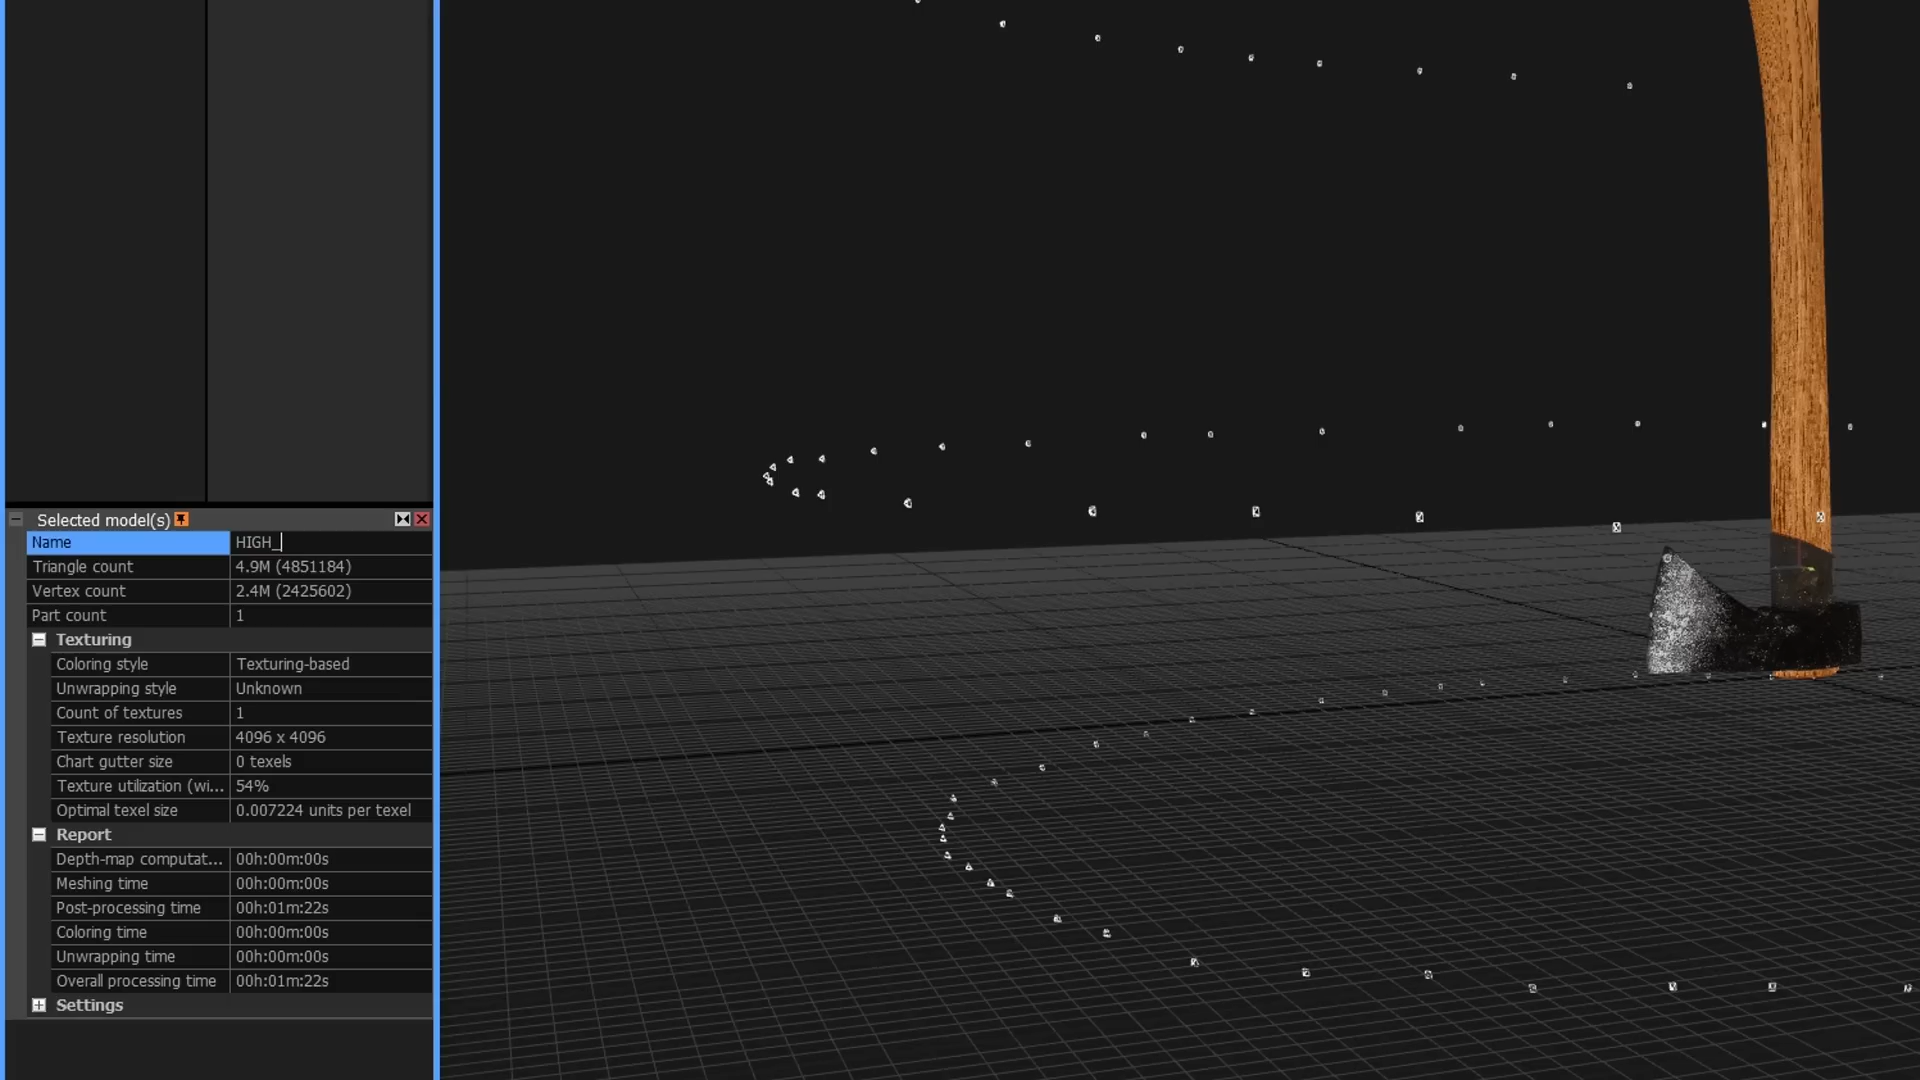 Selected model(s)
Name HIGH_
Triangle count 4.9M (4851184)
Vertex count 2.4M (2425602)
Part count 1
Texturing
Coloring style Texturing-based
Unwrapping style Unknown
Count of textures 1
Texture resolution 4096 x 4096
Chart gutter size 0 texels
Texture utilization (wi... 54%
Optimal texel size 0.007224 units per texel
Report
Depth-map computat... 00h:00m:00s
Meshing time 00h:00m:00s
Post-processing time 00h:01m:22s
Coloring time 00h:00m:00s
Unwrapping time 00h:00m:00s
Overall processing time 00h:01m:22s
Settings